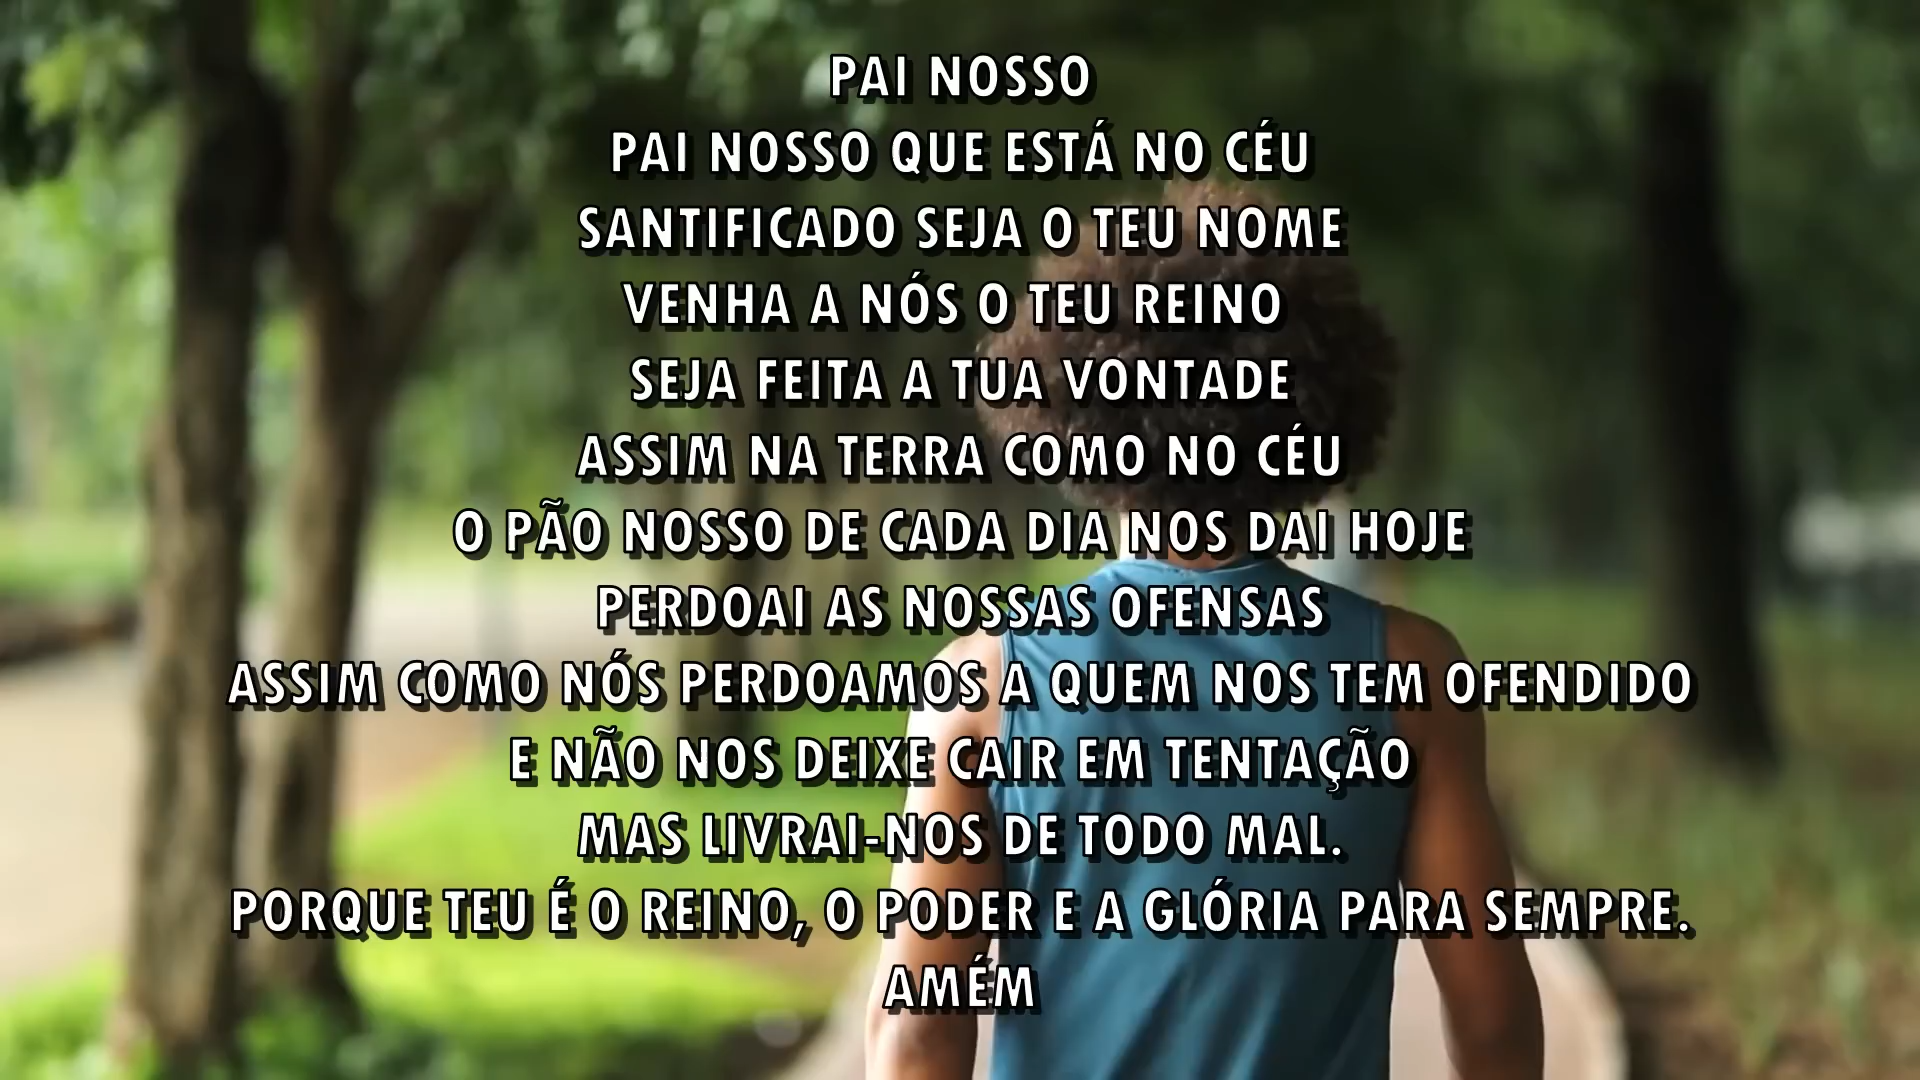 PAI NOSSO
PAI NOSSO QUE ESTÁ NO CÉU
SANTIFICADO SEJA O TEU NOME
VENHA A NÓS O TEU REINO
SEJA FEITA A TUA VONTADE
ASSIM NA TERRA COMO NO CÉU
O PÃO NOSSO DE CADA DIA NOS DAI HOJE
PERDOAI AS NOSSAS OFENSAS
ASSIM COMO NÓS PERDOAMOS A QUEM NOS TEM OFENDIDO
E NÃO NOS DEIXE CAIR EM TENTAÇÃO
MAS LIVRAI-NOS DE TODO MAL.
PORQUE TEU É O REINO, O PODER E A GLÓRIA PARA SEMPRE.
AMÉM